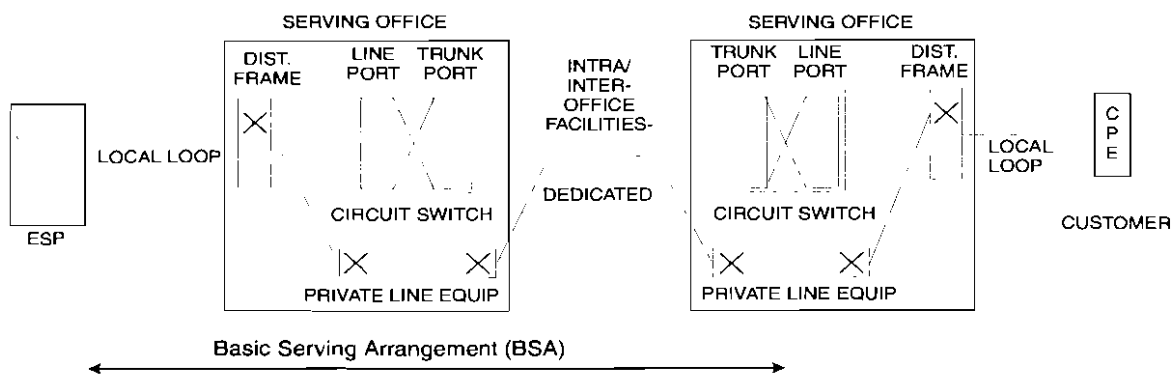 SERVING OFFICE
SERVING OFFICE
DIST.
FRAME
LINE
PORT
TRUNK
PORT
INTRA/
INTER-
OFFICE
FACILITIES-
DEDICATED
TRUNK
PORT
LINE
PORT
DIST.
FRAME
LOCAL LOOP
LOCAL
LOOP
C
P
E
ESP
CIRCUIT SWITCH
CIRCUIT SWITCH
CUSTOMER
PRIVATE LINE EQUIP
PRIVATE LINE EQUIP
Basic Serving Arrangement (BSA)